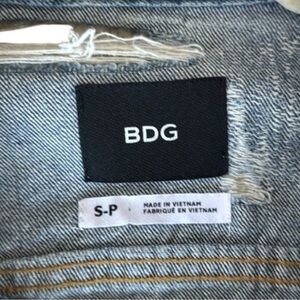 BDG
S-P
MADE IN VIETNAM
FABRIQUÉ EN VIETNAM